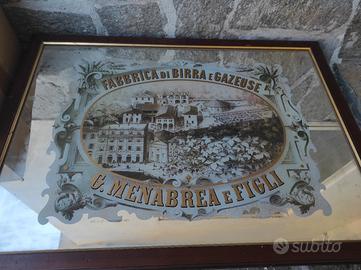 FABBRICA DI BIRRA E GAZEUSE
G. MENABREA E FIGLI
subito